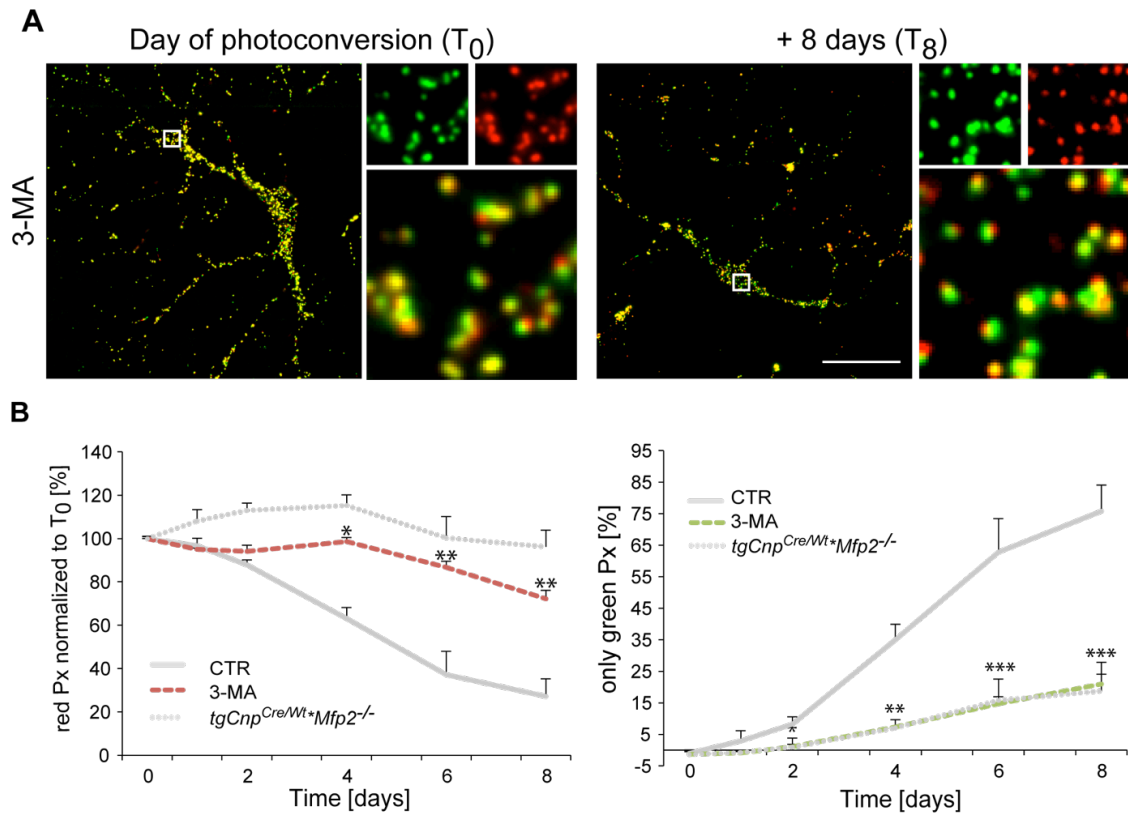 A
Day of photoconversion (T0)
+ 8 days (T8)
3-MA
B
red Px normalized to T0 [%]
140
120
100
80
60
40
20
0
*
**
**
CTR
3-MA
tgCnpCre/Wt*Mfp2-/-
0 2 4 6 8
Time [days]
only green Px [%]
95
85
75
65
55
45
35
25
15
5
-5
CTR
3-MA
tgCnpCre/Wt*Mfp2-/-
*
**
***
***
0 2 4 6 8
Time [days]